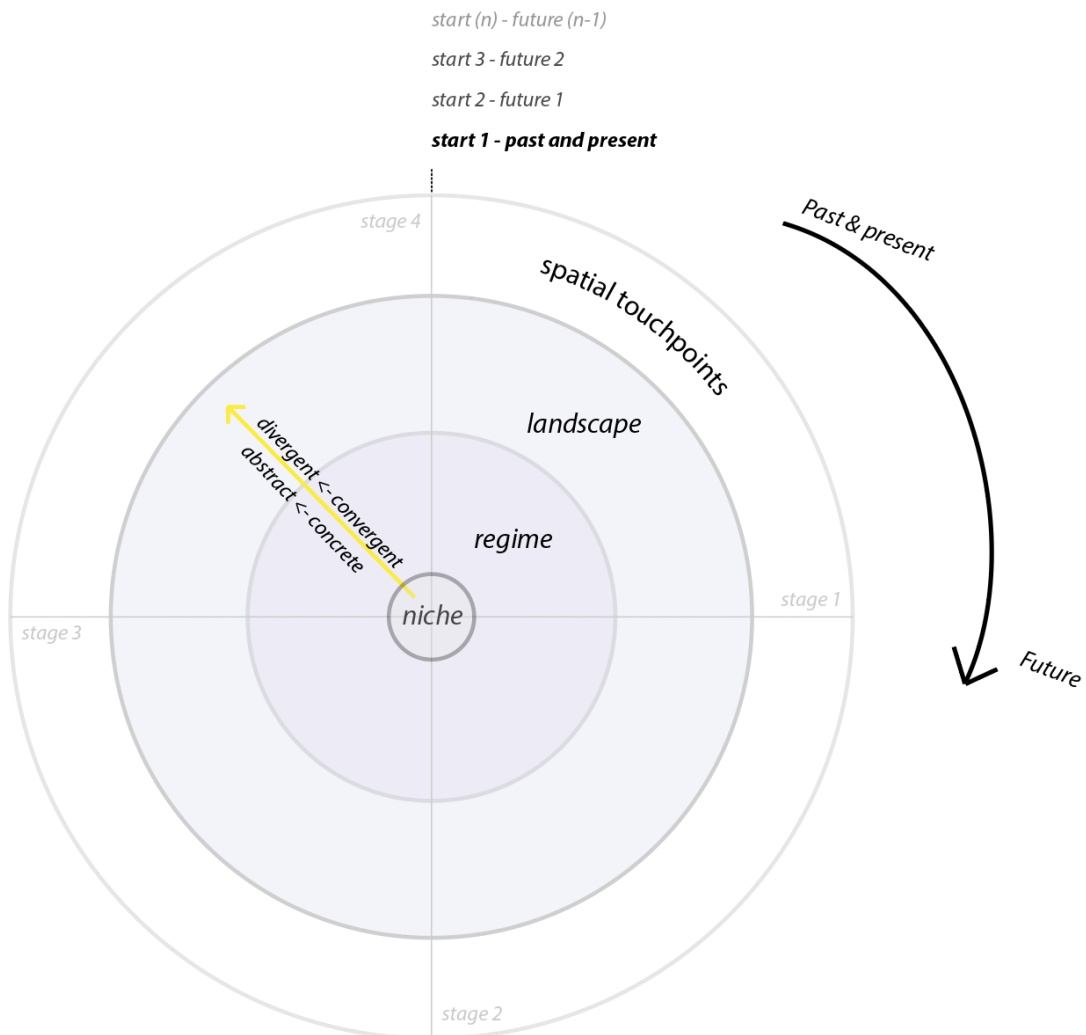 start (n) - future (n-1)
start 3 - future 2
start 2 - future 1
start 1 - past and present
stage 4
Past & present
spatial touchpoints
landscape
divergent <- convergent
abstract <- concrete
regime
niche
stage 1
stage 3
Future
stage 2